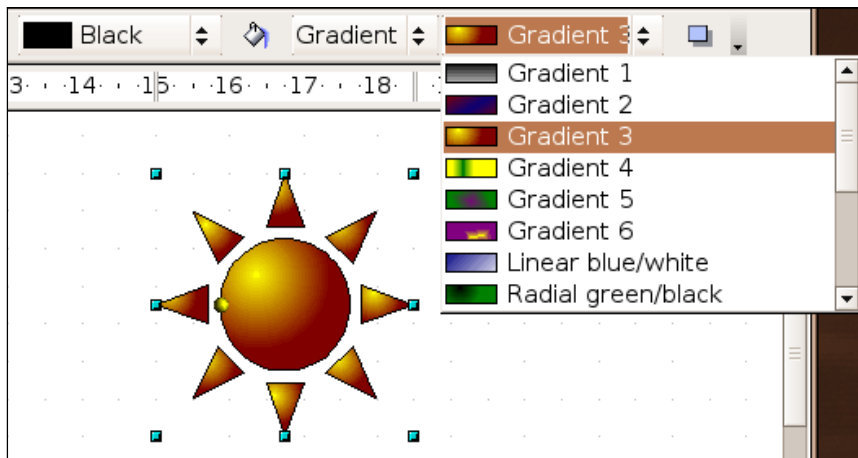 Black Gradient Gradient 3
3 14 15 16 17 18
Gradient 1
Gradient 2
Gradient 3
Gradient 4
Gradient 5
Gradient 6
Linear blue/white
Radial green/black